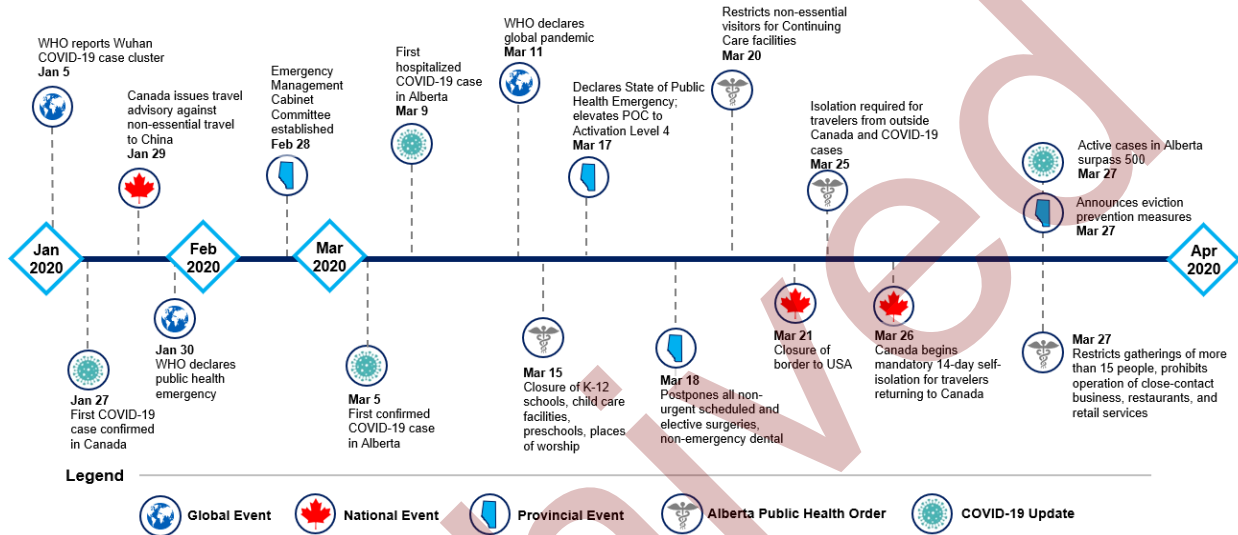 WHO reports Wuhan
COVID-19 case cluster
Jan 5
Canada issues travel
advisory against
non-essential travel
to China
Jan 29
Emergency
Management
Cabinet
Committee
established
Feb 28
First
hospitalized
COVID-19 case
in Alberta
Mar 9
WHO declares
global pandemic
Mar 11
Declares State of Public
Health Emergency;
elevates POC to
Activation Level 4
Mar 17
Restricts non-essential
visitors for Continuing
Care facilities
Mar 20
Isolation required for
travelers from outside
Canada and COVID-19
cases
Mar 25
Active cases in Alberta
surpass 500
Mar 27
Announces eviction
prevention measures
Mar 27
Jan
2020
Feb
2020
Mar
2020
Apr
2020
Jan 27
First COVID-19
case confirmed
in Canada
Jan 30
WHO declares
public health
emergency
Mar 5
First confirmed
COVID-19 case
in Alberta
Mar 15
Closure of K-12
schools, child care
facilities,
preschools, places
of worship
Mar 18
Postpones all non-
urgent scheduled and
elective surgeries,
non-emergency dental
Mar 21
Closure of
border to USA
Mar 26
Canada begins
mandatory 14-day self-
isolation for travelers
returning to Canada
Mar 27
Restricts gatherings of more
than 15 people, prohibits
operation of close-contact
business, restaurants, and
retail services
Legend
Global Event
National Event
Provincial Event
Alberta Public Health Order
COVID-19 Update